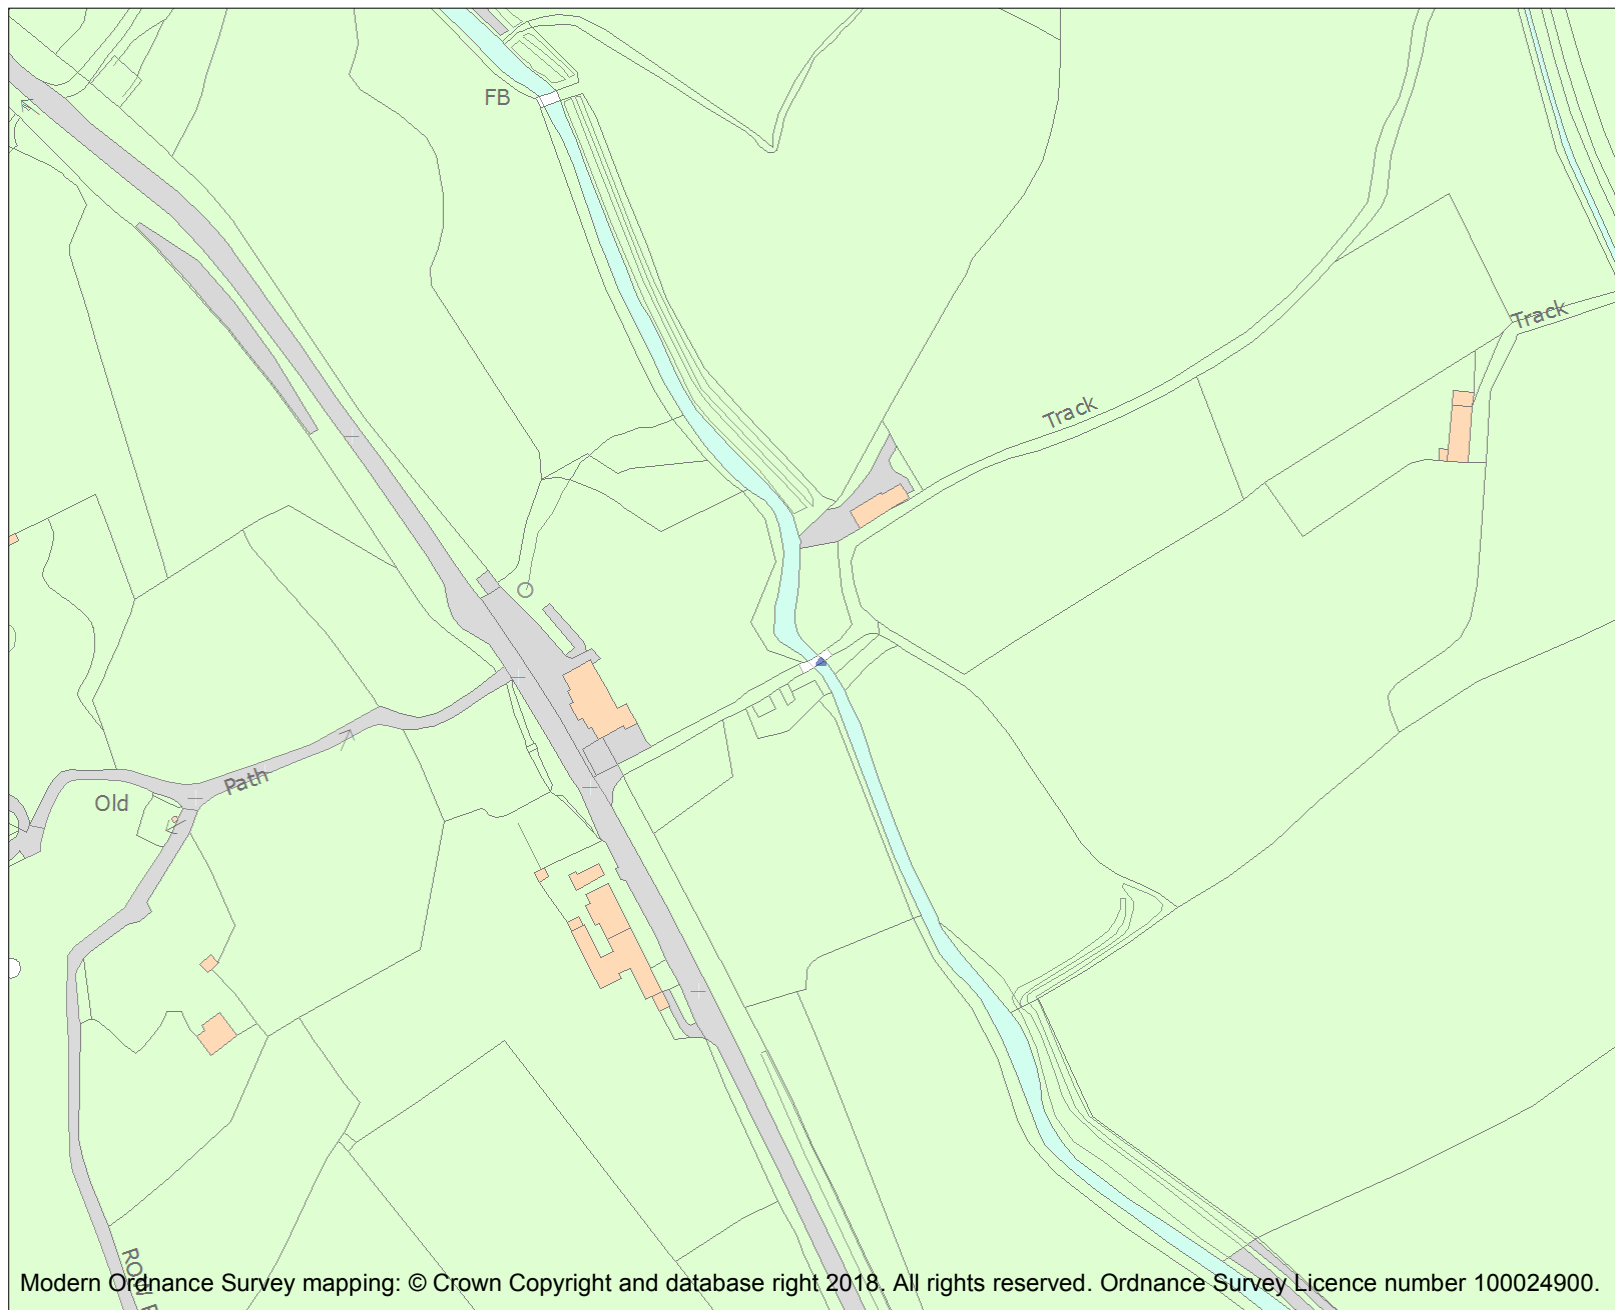 FB
Track
Track
Old
Path
Modern Ordnance Survey mapping: © Crown Copyright and database right 2018. All rights reserved. Ordnance Survey Licence number 100024900.